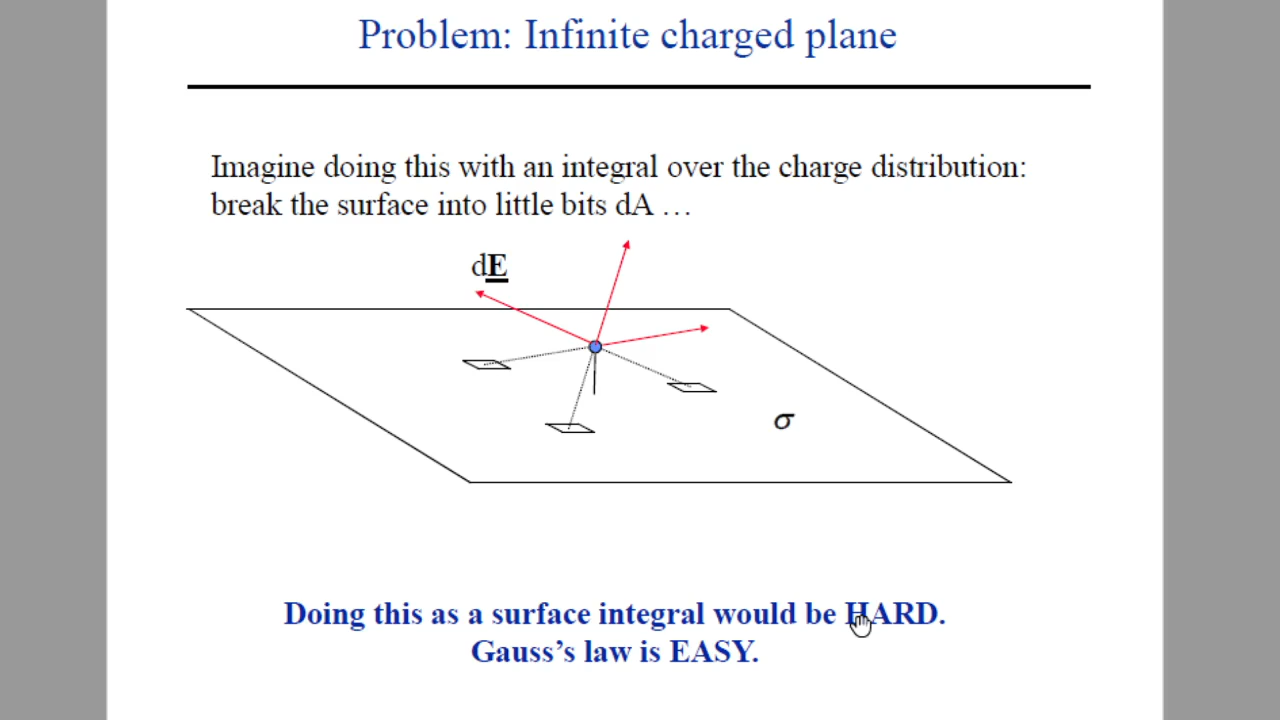 Problem: Infinite charged plane
Imagine doing this with an integral over the charge distribution:
break the surface into little bits dA …
dE
σ
Doing this as a surface integral would be HARD.
Gauss’s law is EASY.